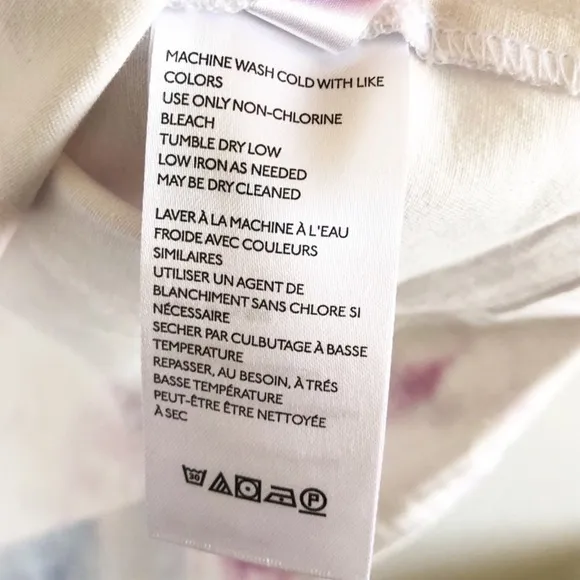 MACHINE WASH COLD WITH LIKE
COLORS
USE ONLY NON-CHLORINE
BLEACH
TUMBLE DRY LOW
LOW IRON AS NEEDED
MAY BE DRY CLEANED
LAVER À LA MACHINE À L'EAU
FROIDE AVEC COULEURS
SIMILAIRES
UTILISER UN AGENT DE
BLANCHIMENT SANS CHLORE SI
NÉCESSAIRE
SECHER PAR CULBUTAGE À BASSE
TEMPERATURE
REPASSER, AU BESOIN, À TRÉS
BASSE TEMPÉRATURE
PEUT-ÊTRE ÊTRE NETTOYÉE
À SEC
30 P